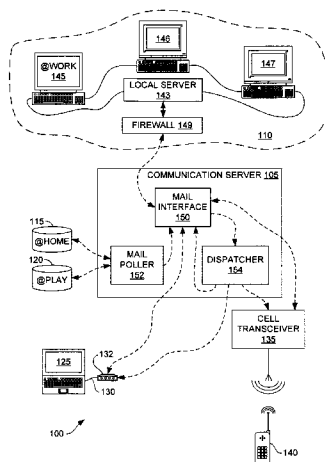 146
@WORK
145
147
LOCAL SERVER
143
FIREWALL 149
110
COMMUNICATION SERVER 105
MAIL
INTERFACE
150
115
@HOME
120
@PLAY
MAIL
POLLER
152
DISPATCHER
154
CELL
TRANSCEIVER
135
125
132
130
100
140